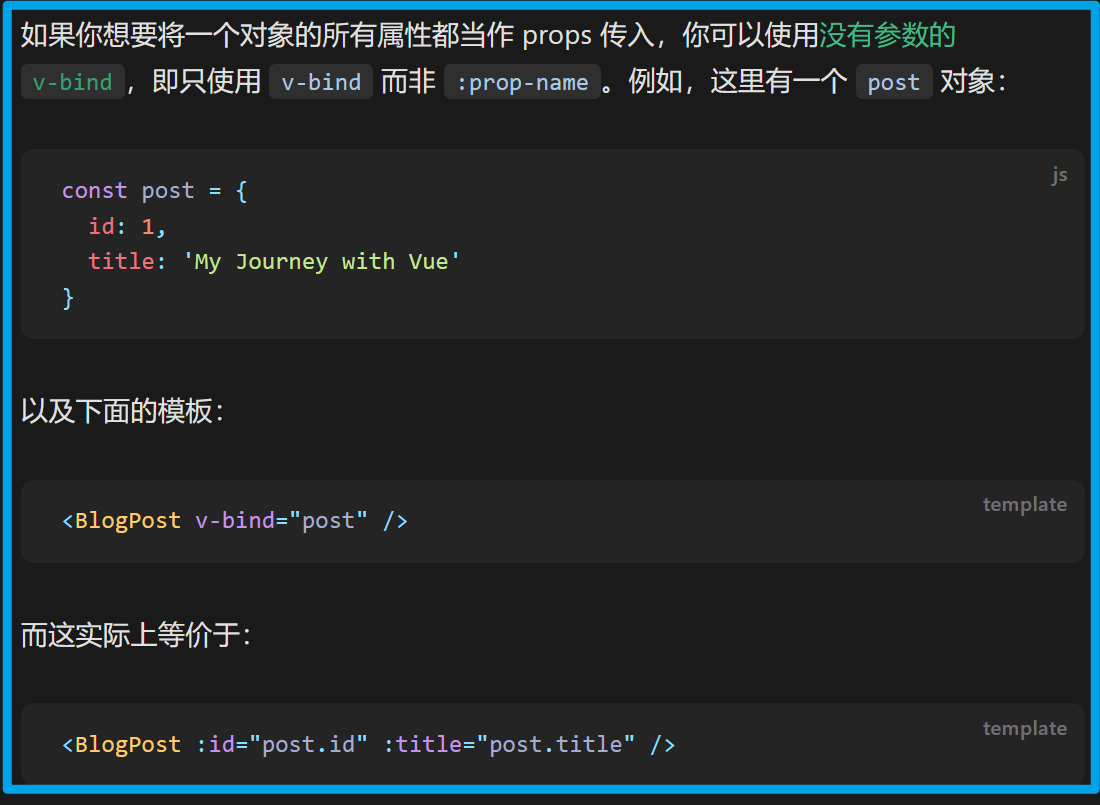 如果你想要将一个对象的所有属性都当作 props 传入，你可以使用没有参数的
v-bind，即只使用 v-bind 而非 :prop-name。例如，这里有一个 post 对象：
js
const post = {
  id: 1,
  title: 'My Journey with Vue'
}
以及下面的模板：
template
<BlogPost v-bind="post" />
而这实际上等价于：
template
<BlogPost :id="post.id" :title="post.title" />